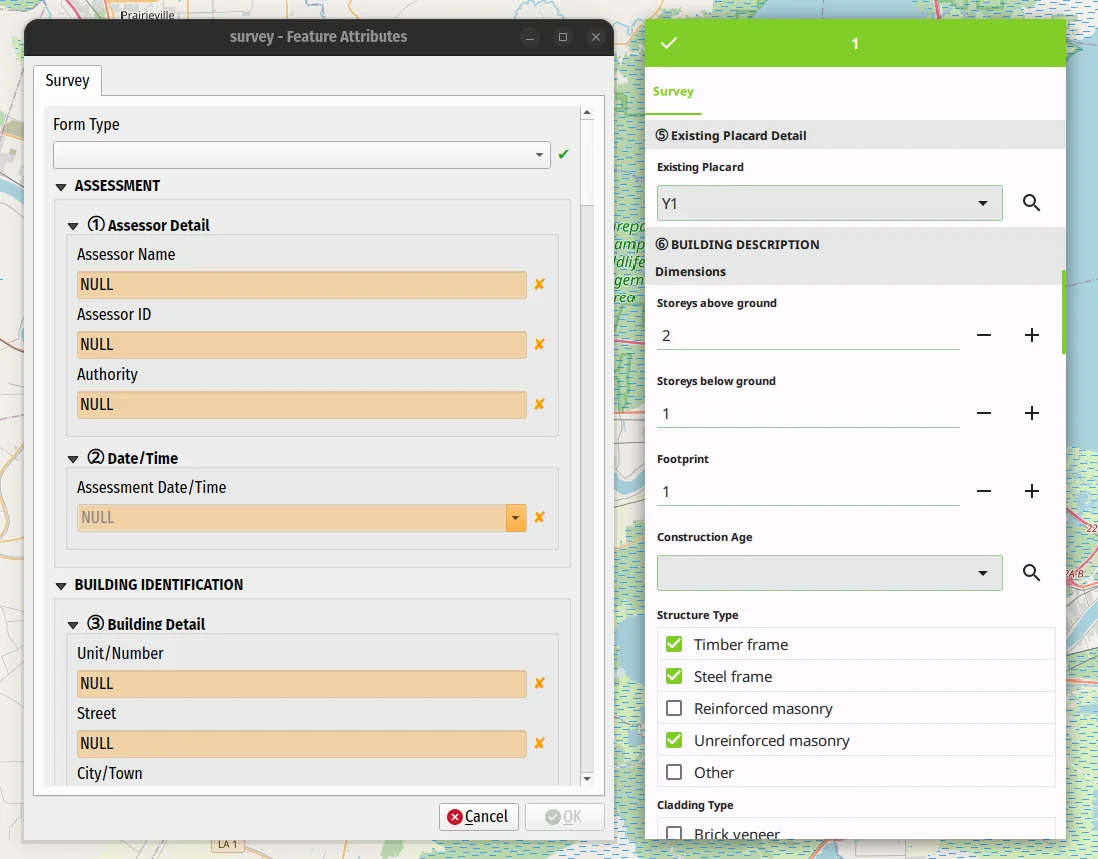 Prairieville
survey - Feature Attributes
Survey
Form Type
ASSESSMENT
① Assessor Detail
Assessor Name
NULL
Assessor ID
NULL
Authority
NULL
② Date/Time
Assessment Date/Time
NULL
BUILDING IDENTIFICATION
③ Building Detail
Unit/Number
NULL
Street
NULL
City/Town
Cancel
OK
LA 1
1
Survey
⑤ Existing Placard Detail
Existing Placard
Y1
⑥ BUILDING DESCRIPTION
Dimensions
Storeys above ground
2
Storeys below ground
1
Footprint
1
Construction Age
Structure Type
Timber frame
Steel frame
Reinforced masonry
Unreinforced masonry
Other
Cladding Type
Brick veneer